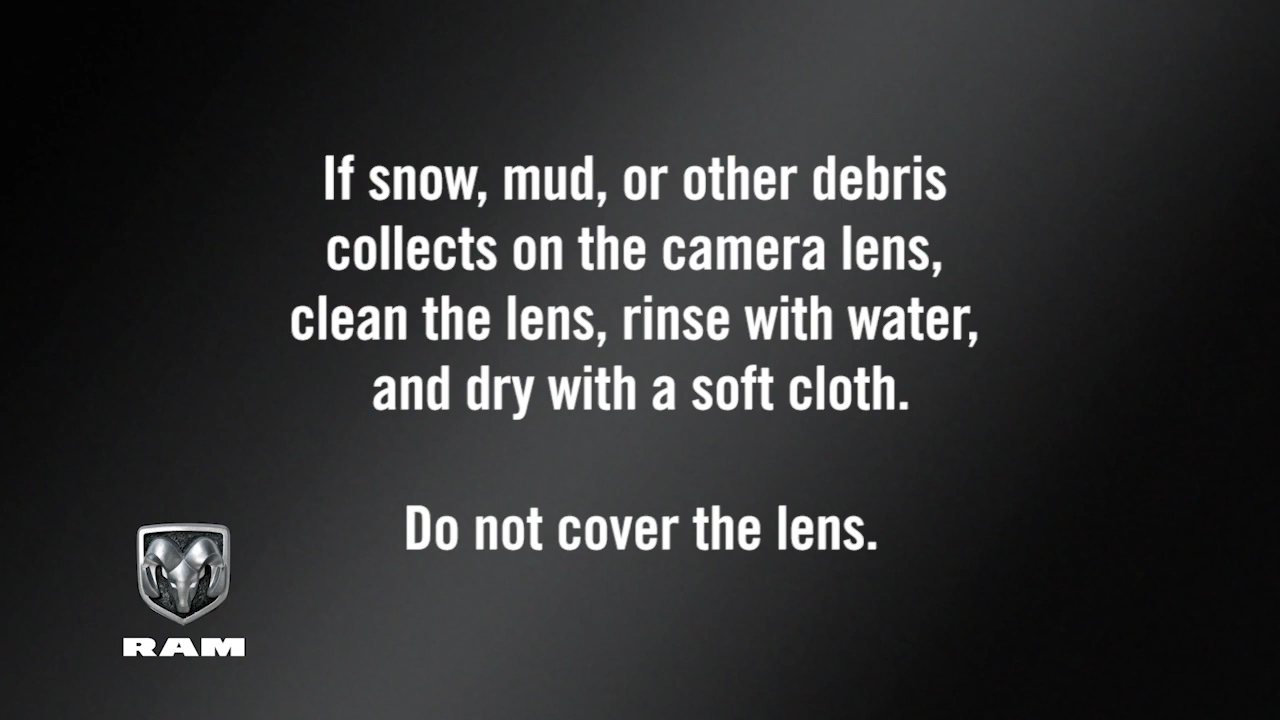 If snow, mud, or other debris
collects on the camera lens,
clean the lens, rinse with water,
and dry with a soft cloth.
Do not cover the lens.
RAM